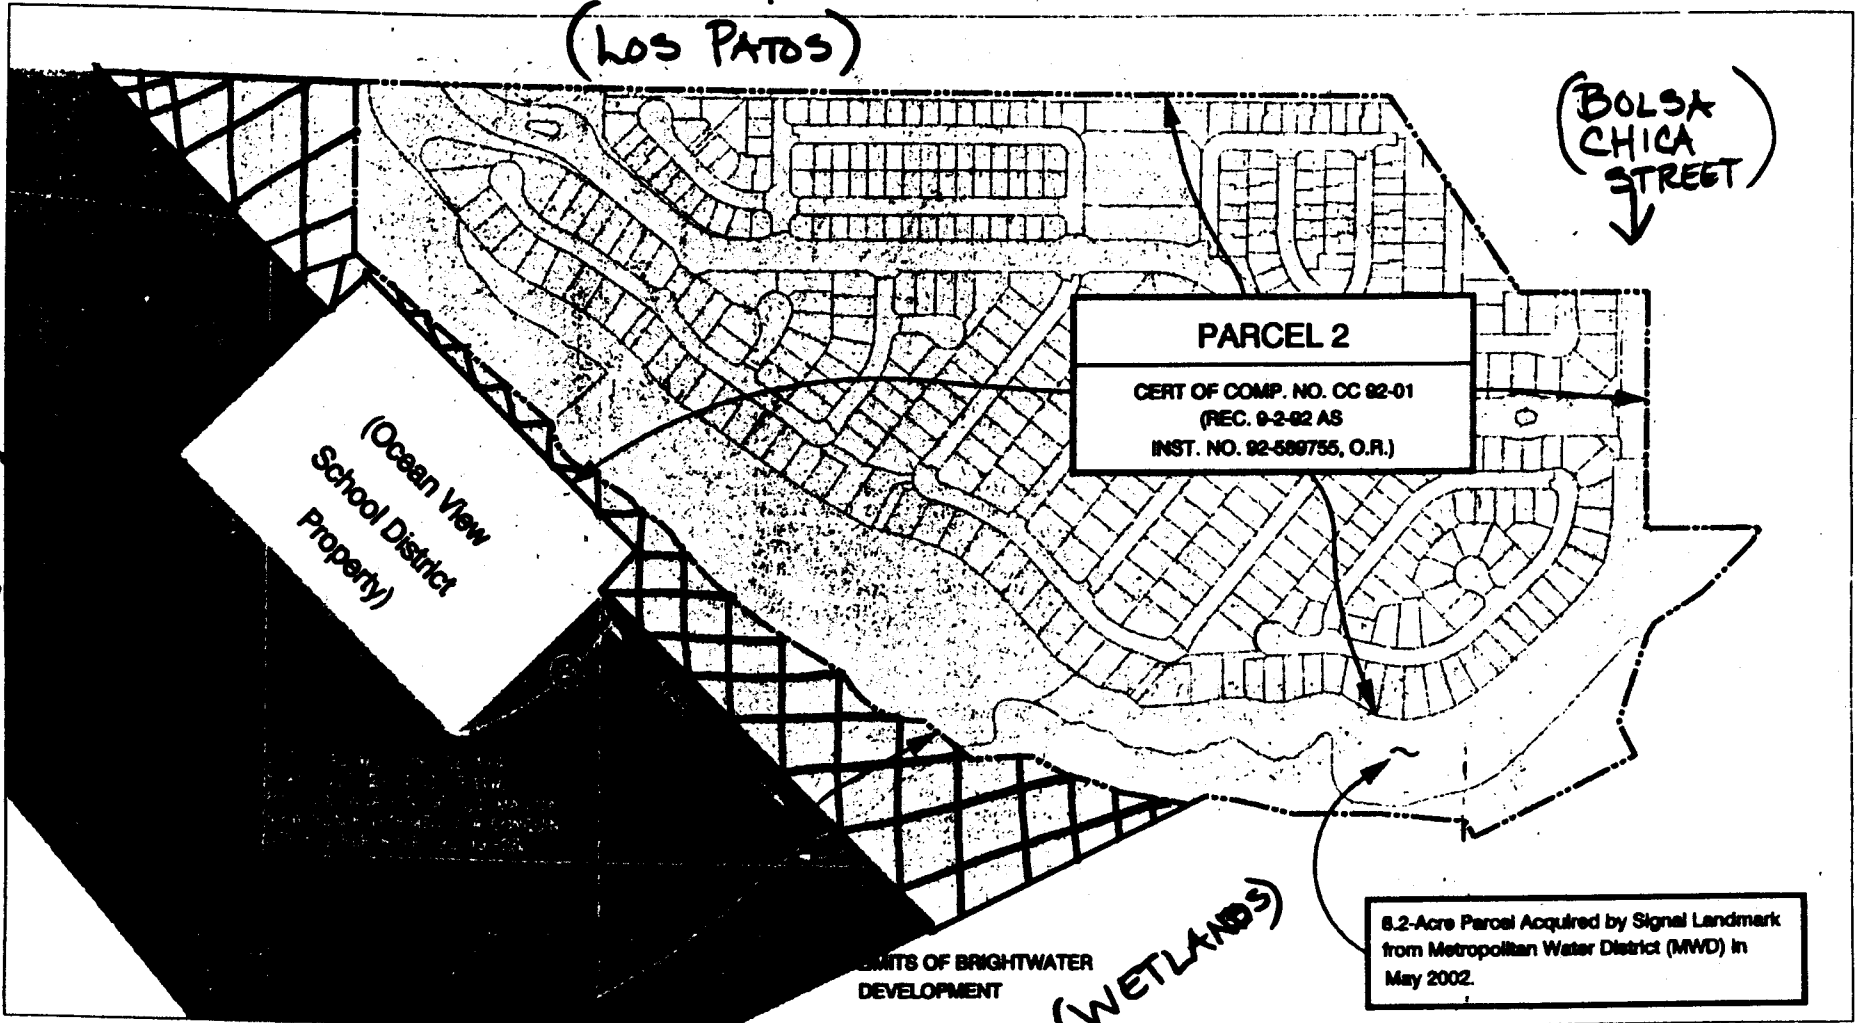 (LOS PATOS)
(BOLSA
CHICA
STREET)
PARCEL 2
CERT OF COMP. NO. CC 92-01
(REC. 9-2-92 AS
INST. NO. 92-589755, O.R.)
(Ocean View
School District
Property)
6.2-Acre Parcel Acquired by Signal Landmark
from Metropolitan Water District (MWD) in
May 2002.
OF BRIGHTWATER
DEVELOPMENT
(WETLANDS)